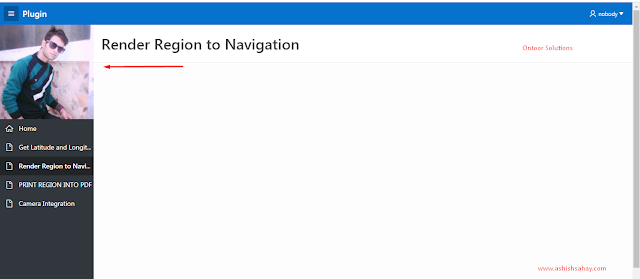 Plugin
nobody
Render Region to Navigation
Ontoor Solutions
Home
Get Latitude and Longit...
Render Region to Navi...
PRINT REGION INTO PDF
Camera Integration
www.ashishsahay.com